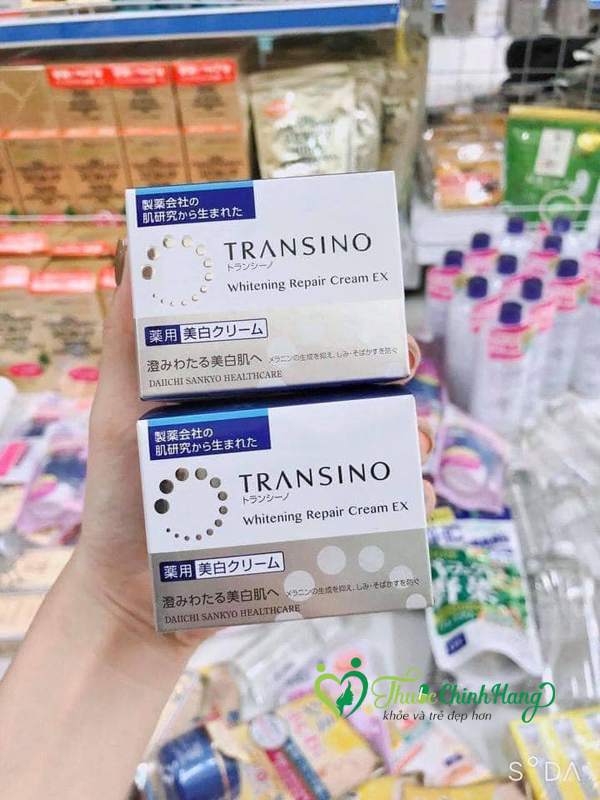 製薬会社の
肌研究から生まれた
TRANSINO
トランシーノ
Whitening Repair Cream EX
薬用 美白クリーム
澄みわたる美白肌へ メラニンの生成を抑え、しみ・そばかすを防ぐ
DAIICHI SANKYO HEALTHCARE
製薬会社の
肌研究から生まれた
TRANSINO
トランシーノ
Whitening Repair Cream EX
薬用 美白クリーム
澄みわたる美白肌へ メラニンの生成を抑え、しみ・そばかすを防ぐ
DAIICHI SANKYO HEALTHCARE
ThuocChinhHang
khỏe và trẻ đẹp hơn
SODA